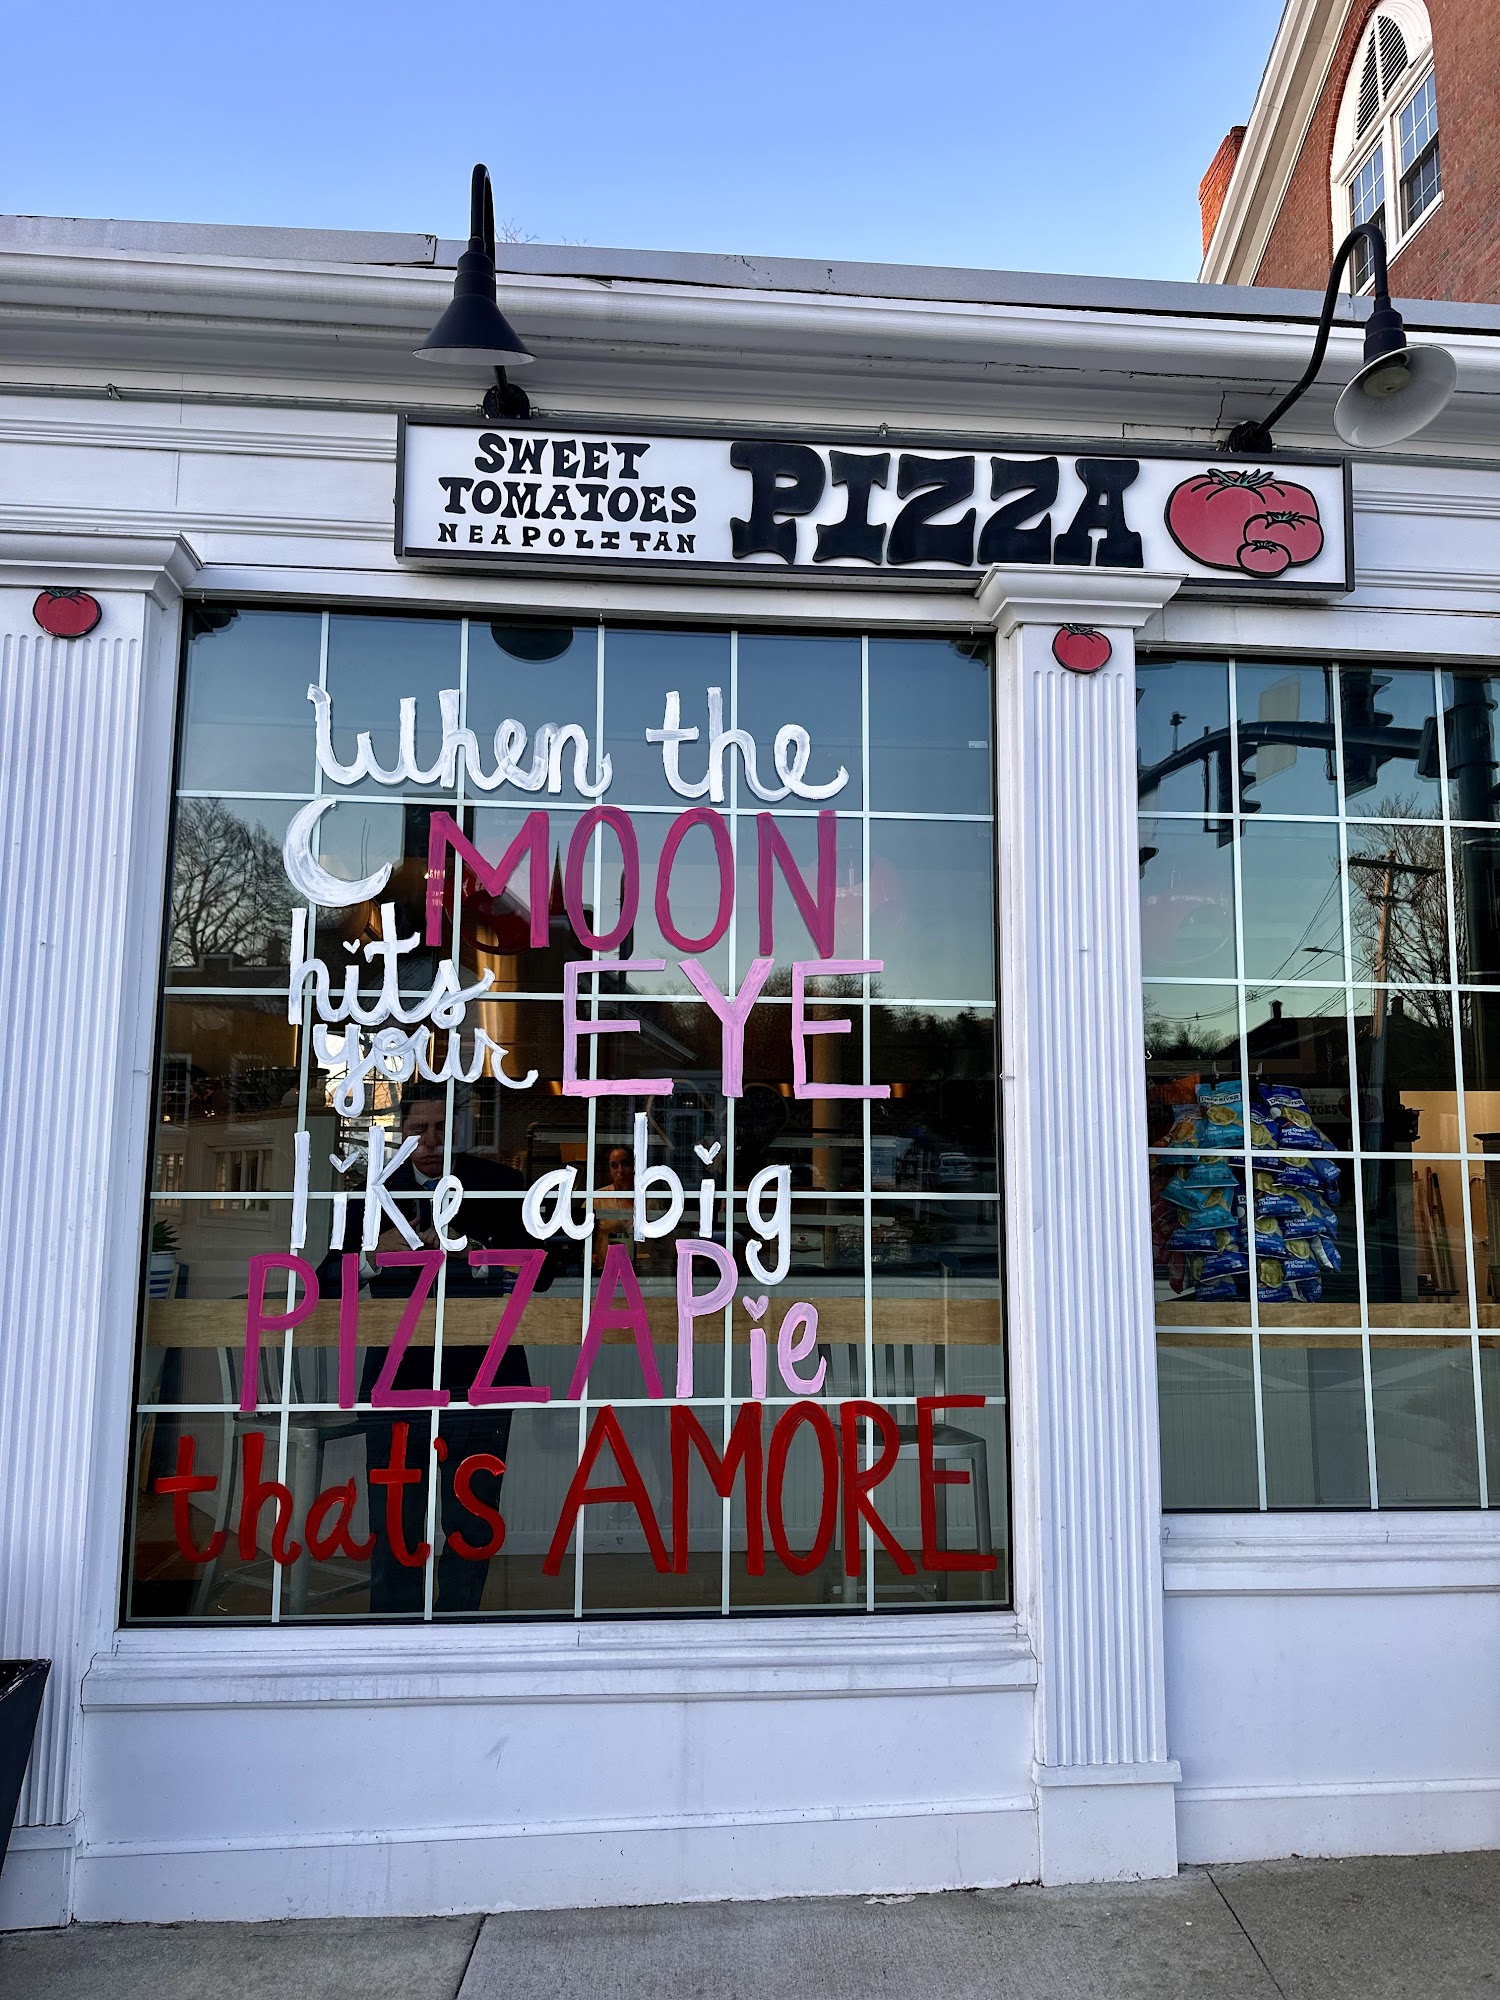 SWEET
TOMATOES
NEAPOLITAN
PIZZA
When the
MOON
hits
your
EYE
like a big
PIZZA Pie
that's AMORE